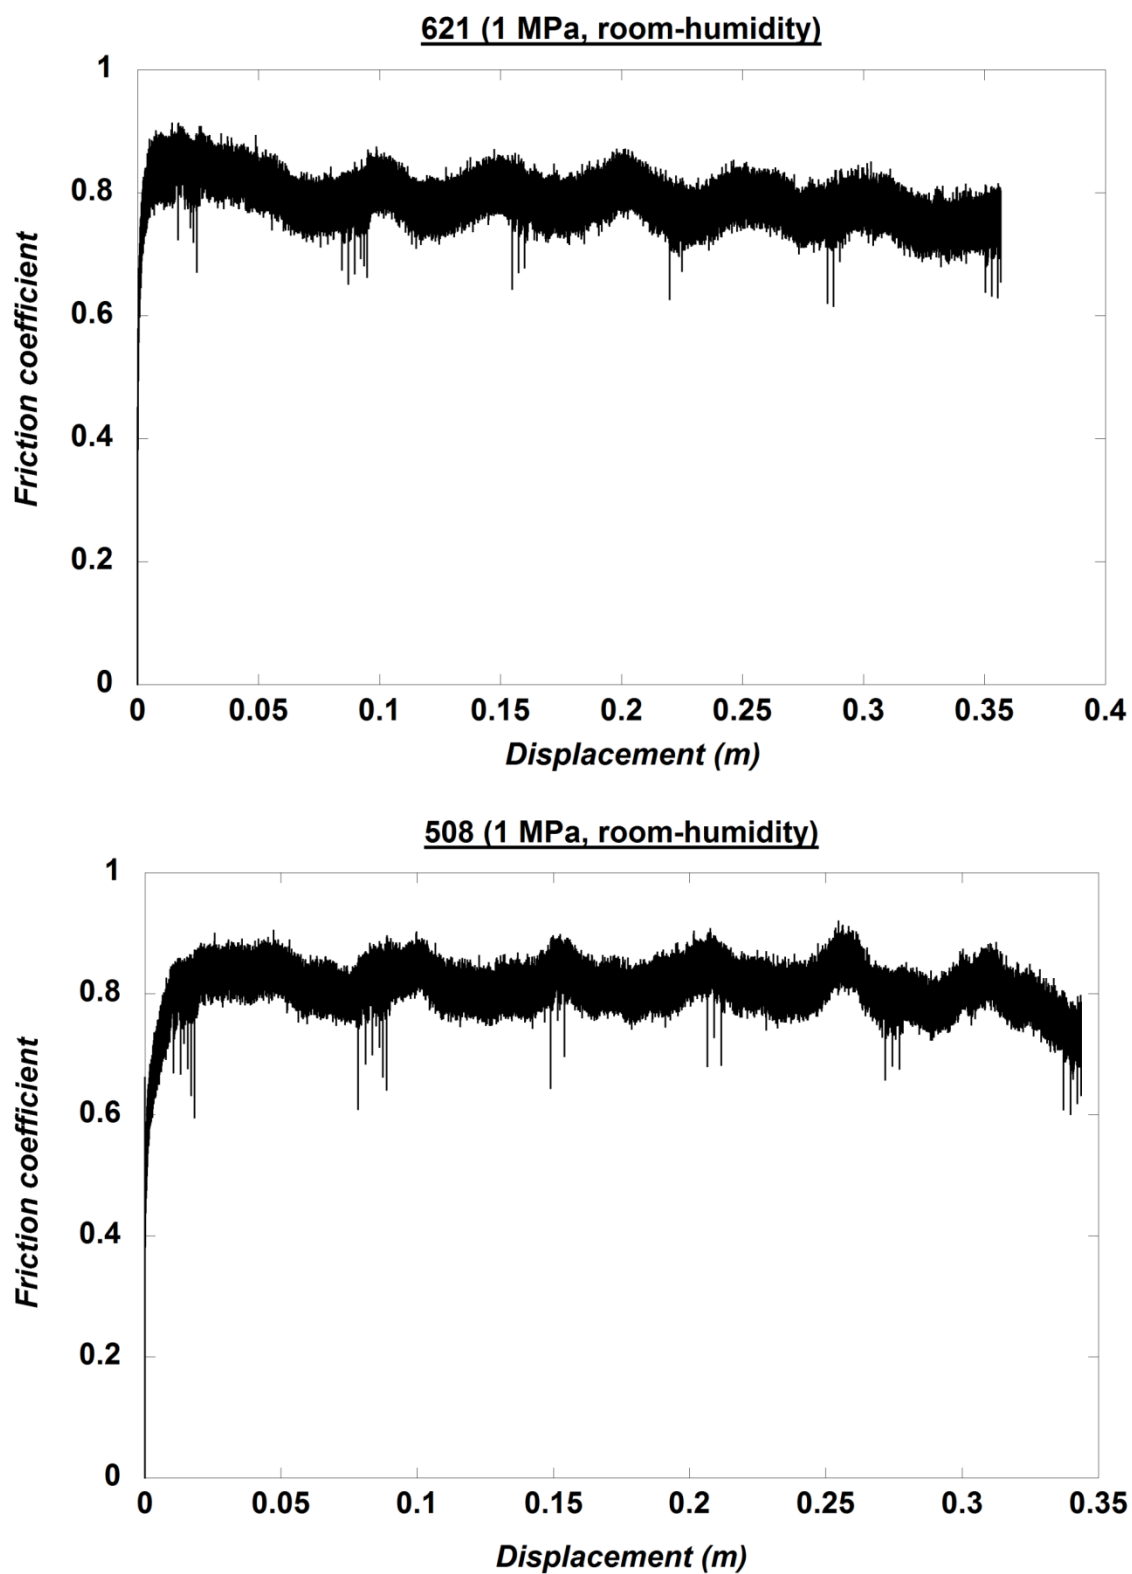 621 (1 MPa, room-humidity)
1
0.8
0.6
0.4
0.2
0
Friction coefficient
0 0.05 0.1 0.15 0.2 0.25 0.3 0.35 0.4
Displacement (m)
508 (1 MPa, room-humidity)
1
0.8
0.6
0.4
0.2
0
Friction coefficient
0 0.05 0.1 0.15 0.2 0.25 0.3 0.35
Displacement (m)